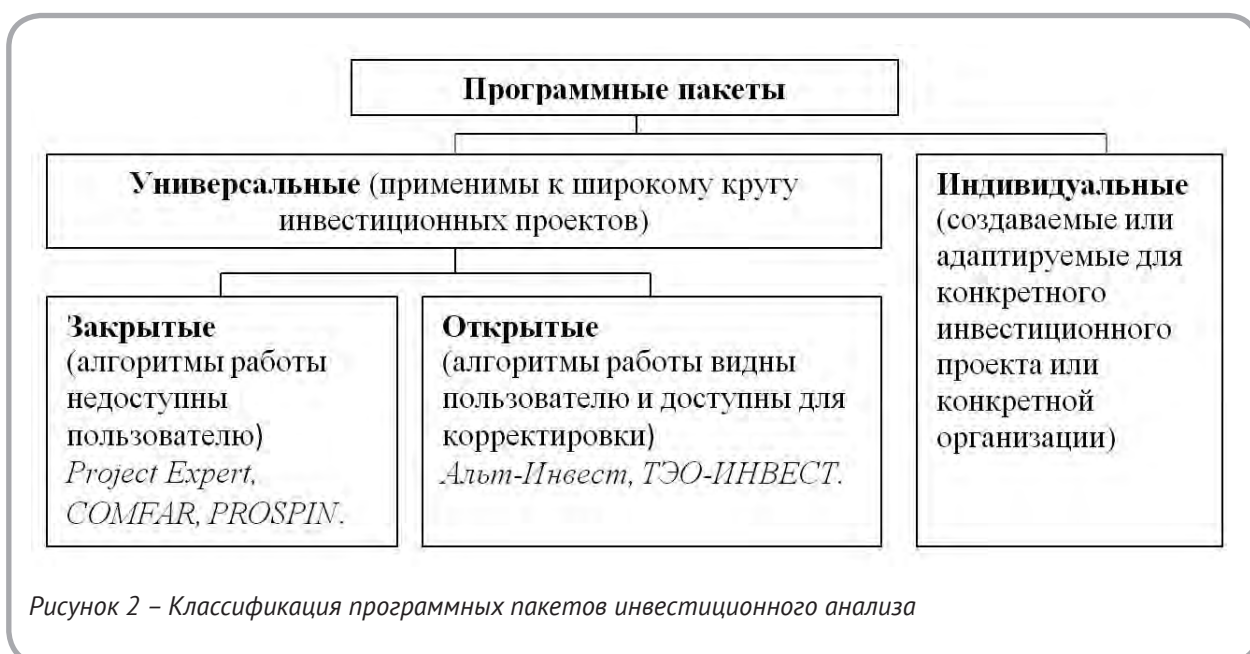 Программные пакеты
Универсальные (применимы к широкому кругу
инвестиционных проектов)
Индивидуальные
(создаваемые или
адаптируемые для
конкретного
инвестиционного
проекта или
конкретной
организации)
Закрытые
(алгоритмы работы
недоступны
пользователю)
Project Expert,
COMFAR, PROSPIN.
Открытые
(алгоритмы работы видны
пользователю и доступны для
корректировки)
Альт-Инвест, ТЭО-ИНВЕСТ.
Рисунок 2 – Классификация программных пакетов инвестиционного анализа